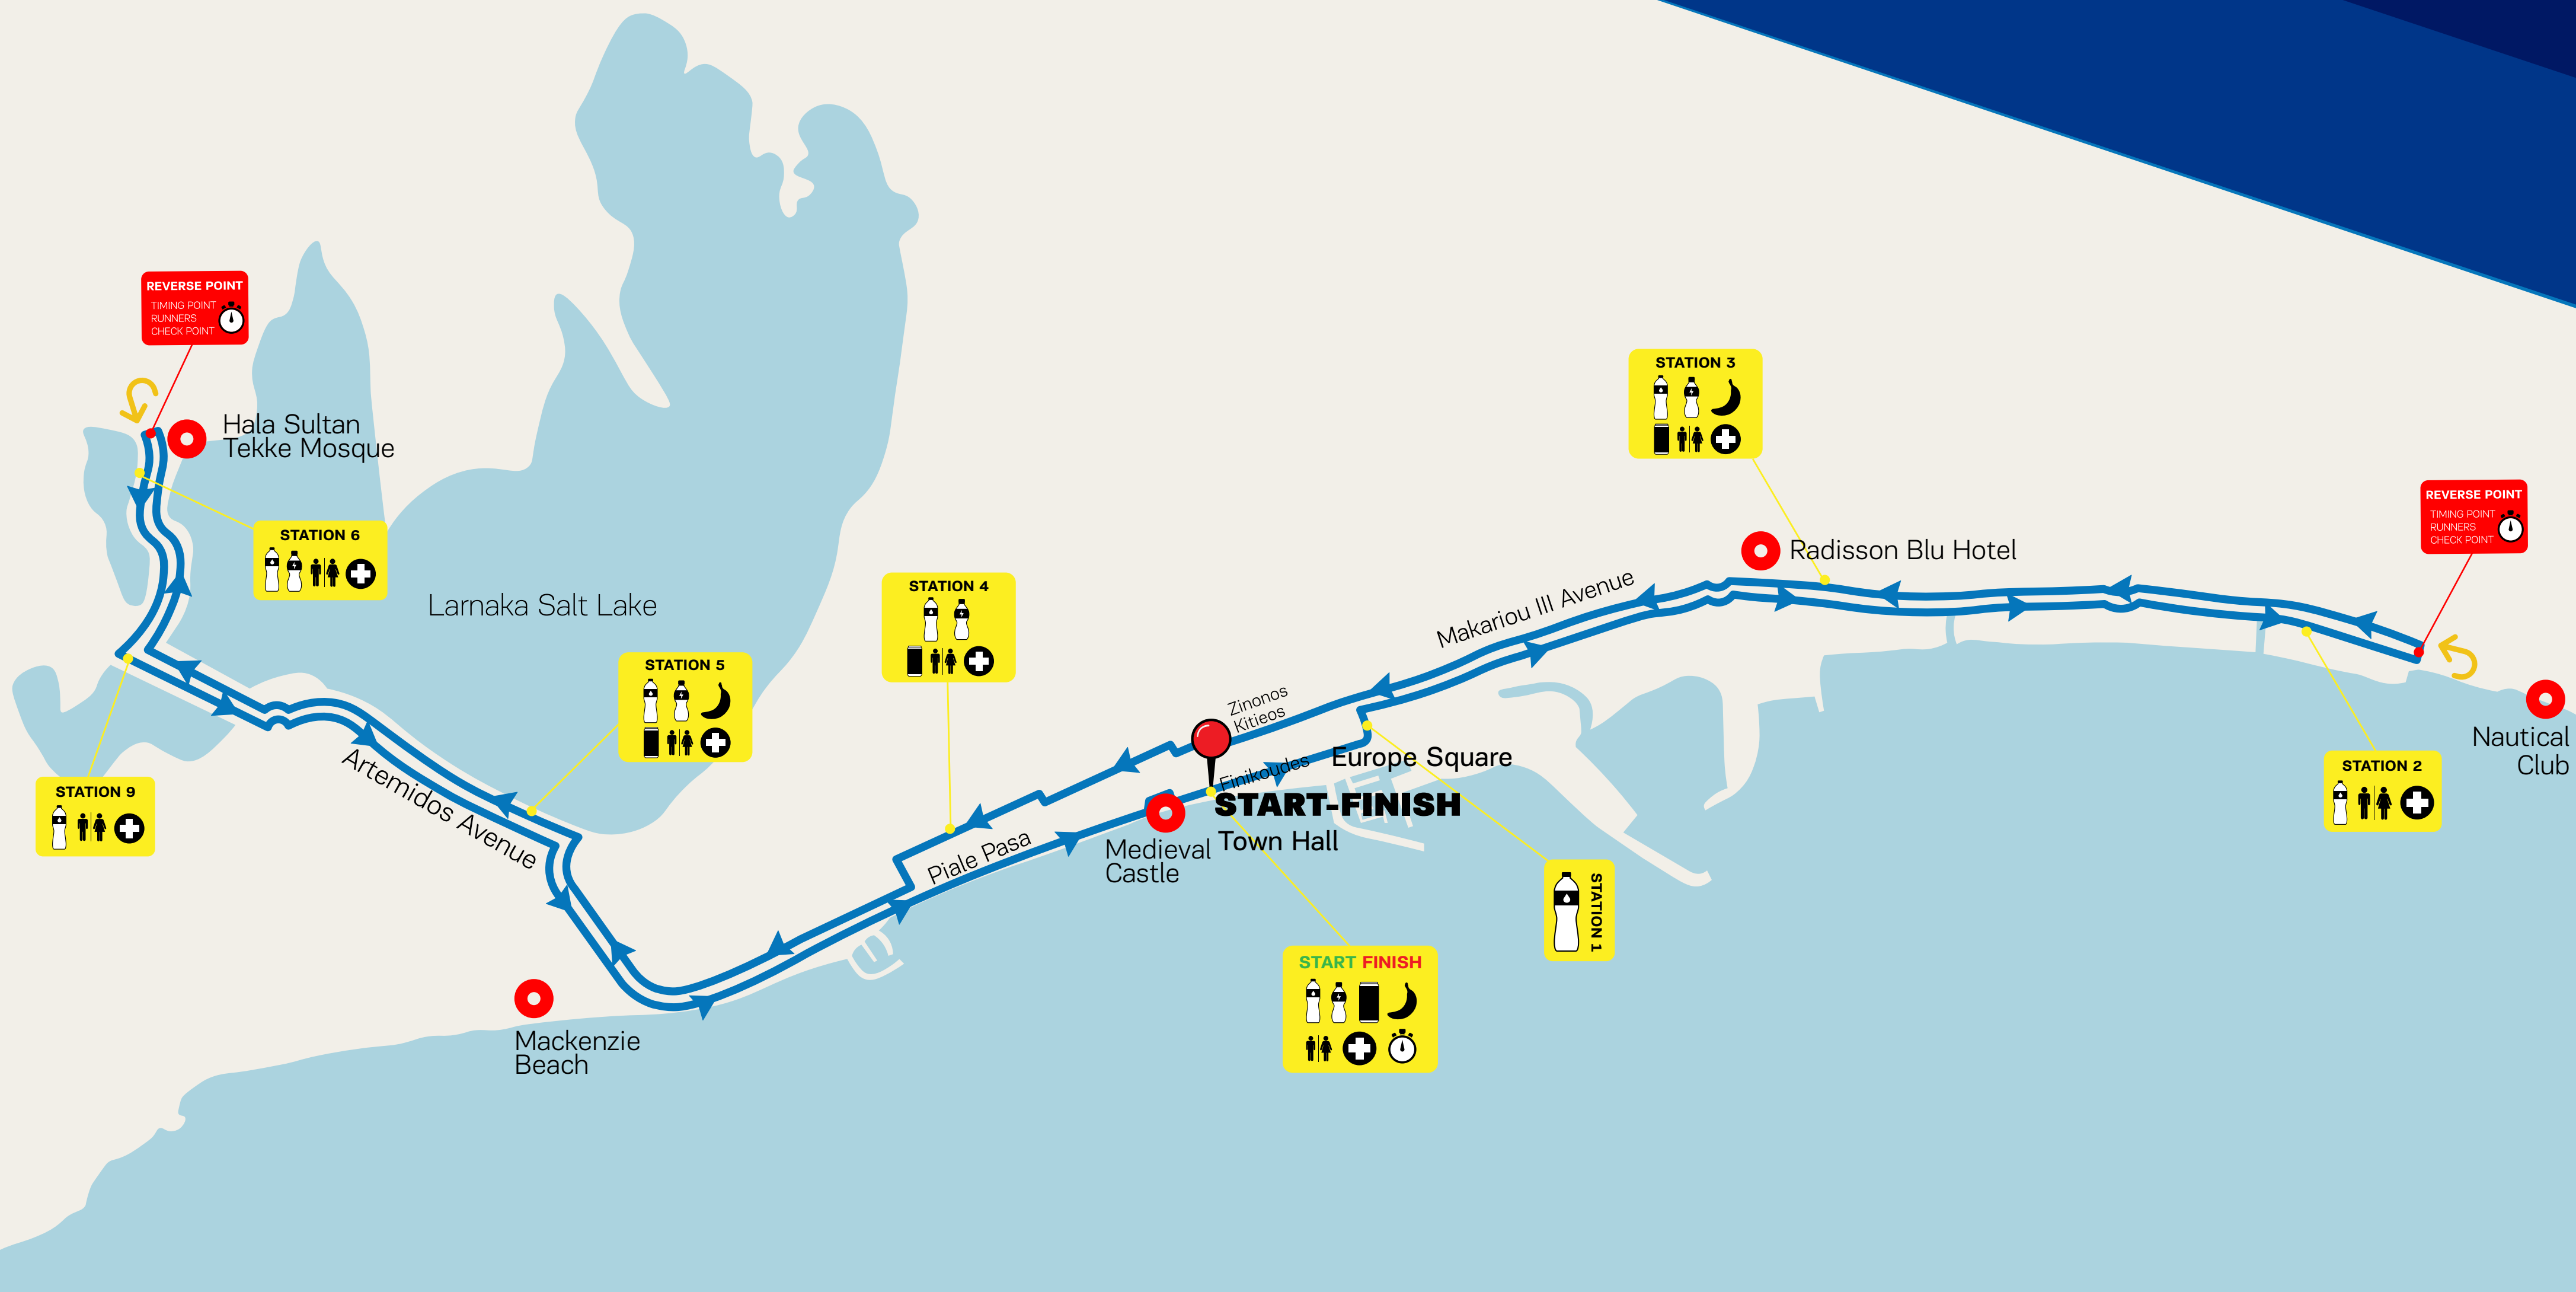 REVERSE POINT
TIMING POINT
RUNNERS
CHECK POINT
Hala Sultan
Tekke Mosque
STATION 6
Larnaka Salt Lake
STATION 9
Artemidos Avenue
STATION 5
Mackenzie
Beach
STATION 4
Piale Pasa
Medieval
Castle
Zinonos
Kitieos
Finikoudes
START-FINISH
Town Hall
Europe Square
START FINISH
STATION 1
Makariou III Avenue
STATION 3
Radisson Blu Hotel
REVERSE POINT
TIMING POINT
RUNNERS
CHECK POINT
Nautical
Club
STATION 2